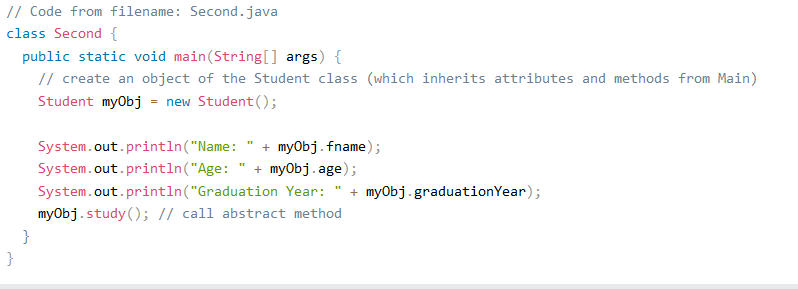 // Code from filename: Second.java
class Second {
  public static void main(String[] args) {
    // create an object of the Student class (which inherits attributes and methods from Main)
    Student myObj = new Student();

    System.out.println("Name: " + myObj.fname);
    System.out.println("Age: " + myObj.age);
    System.out.println("Graduation Year: " + myObj.graduationYear);
    myObj.study(); // call abstract method
  }
}